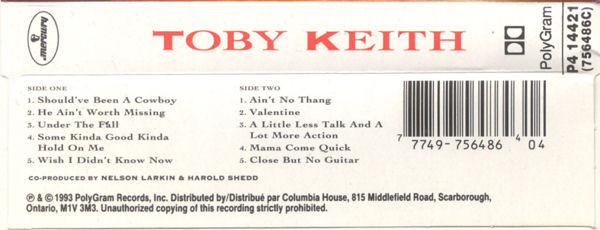 mercury
TOBY KEITH
PolyGram
P4 14421
(756486C)
SIDE ONE
1. Should've Been A Cowboy
2. He Ain't Worth Missing
3. Under The Fall
4. Some Kinda Good Kinda
Hold On Me
5. Wish I Didn't Know Now
SIDE TWO
1. Ain't No Thang
2. Valentine
3. A Little Less Talk And A
Lot More Action
4. Mama Come Quick
5. Close But No Guitar
7 7749-756486 4 04
CO-PRODUCED BY NELSON LARKIN & HAROLD SHEDD
℗ & © 1993 PolyGram Records, Inc. Distributed by/Distribué par Columbia House, 815 Middlefield Road, Scarborough,
Ontario, M1V 3M3. Unauthorized copying of this recording strictly prohibited.